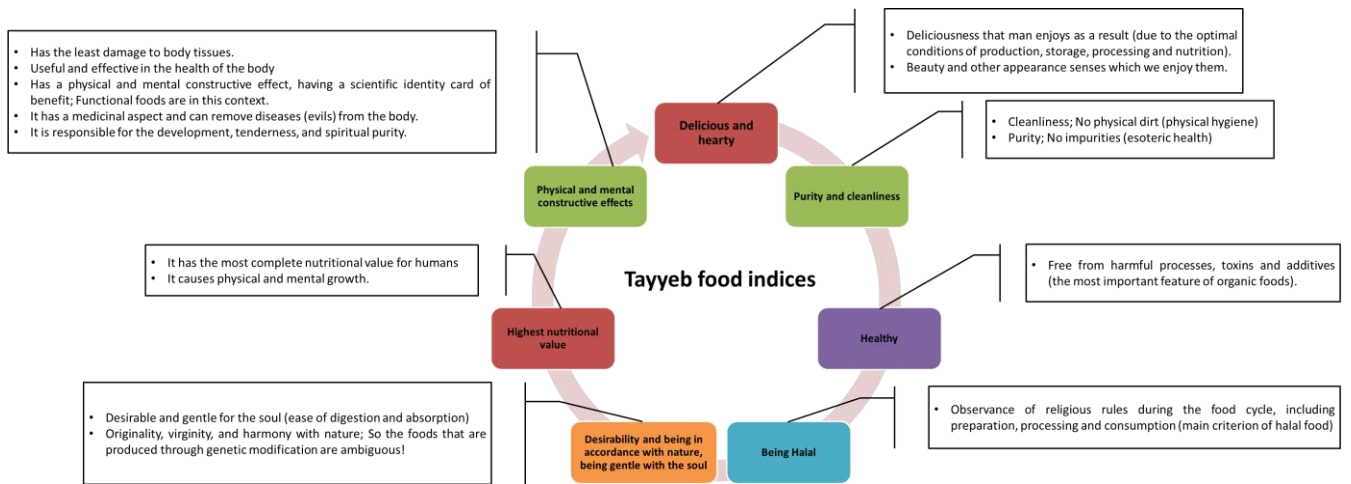 • Has the least damage to body tissues.
• Useful and effective in the health of the body
• Has a physical and mental constructive effect, having a scientific identity card of
benefit; Functional foods are in this context.
• It has a medicinal aspect and can remove diseases (evils) from the body.
• It is responsible for the development, tenderness, and spiritual purity.
• Deliciousness that man enjoys as a result (due to the optimal
conditions of production, storage, processing and nutrition).
• Beauty and other appearance senses which we enjoy them.
Delicious and
hearty
• Cleanliness; No physical dirt (physical hygiene)
• Purity; No impurities (esoteric health)
Physical and mental
constructive effects
Purity and cleanliness
• It has the most complete nutritional value for humans
• It causes physical and mental growth.
Tayyeb food indices
• Free from harmful processes, toxins and additives
(the most important feature of organic foods).
Highest nutritional
value
Healthy
• Desirable and gentle for the soul (ease of digestion and absorption)
• Originality, virginity, and harmony with nature; So the foods that are
produced through genetic modification are ambiguous!
Desirability and being in
accordance with nature,
being gentle with the soul
Being Halal
• Observance of religious rules during the food cycle, including
preparation, processing and consumption (main criterion of halal food)